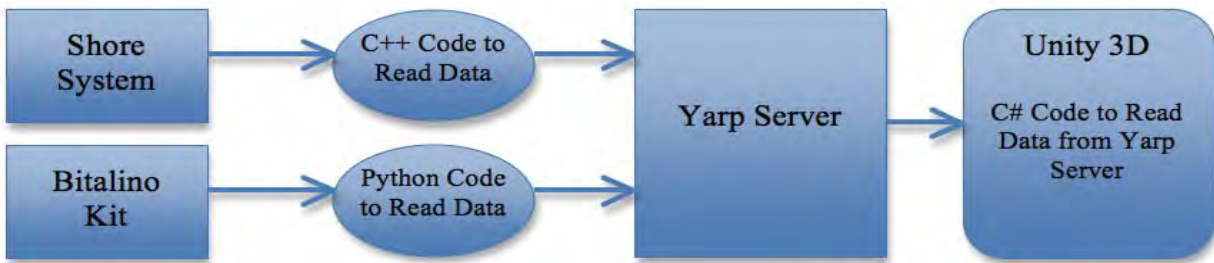 Shore
System
C++ Code to
Read Data
Bitalino
Kit
Python Code
to Read Data
Yarp Server
Unity 3D
C# Code to Read
Data from Yarp
Server